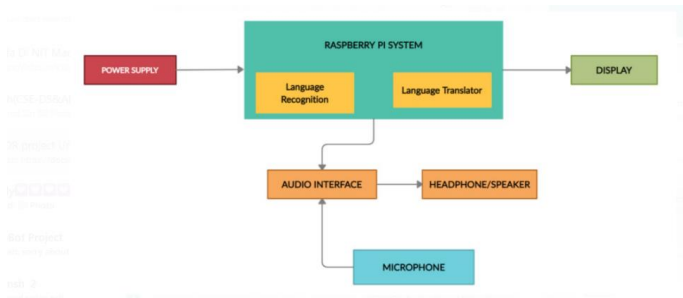 RASPBERRY PI SYSTEM
POWER SUPPLY
DISPLAY
Language
Recognition
Language Translator
AUDIO INTERFACE
HEADPHONE/SPEAKER
MICROPHONE